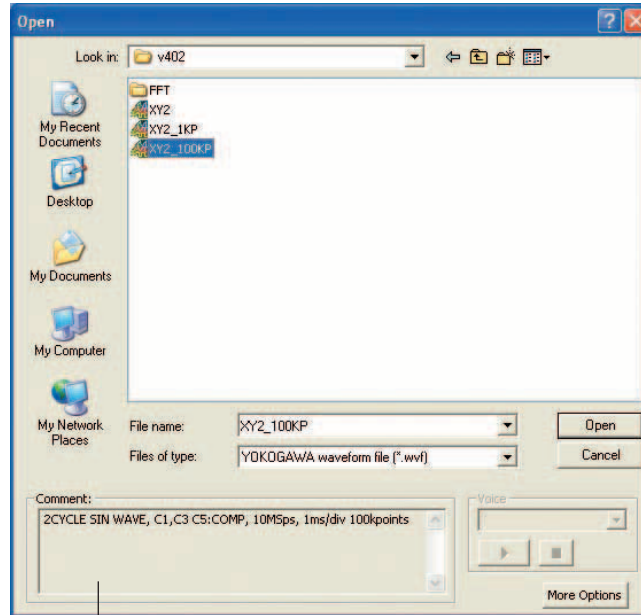 Open
Look in: v402
FFT
XY2
XY2_1KP
XY2_100KP
My Recent
Documents
Desktop
My Documents
My Computer
My Network
Places
File name: XY2_100KP Open
Files of type: YOKOGAWA waveform file (*.wvf) Cancel
Comment: Voice
2CYCLE SIN WAVE, C1,C3 C5:COMP, 10MSps, 1ms/div 100kpoints
More Options